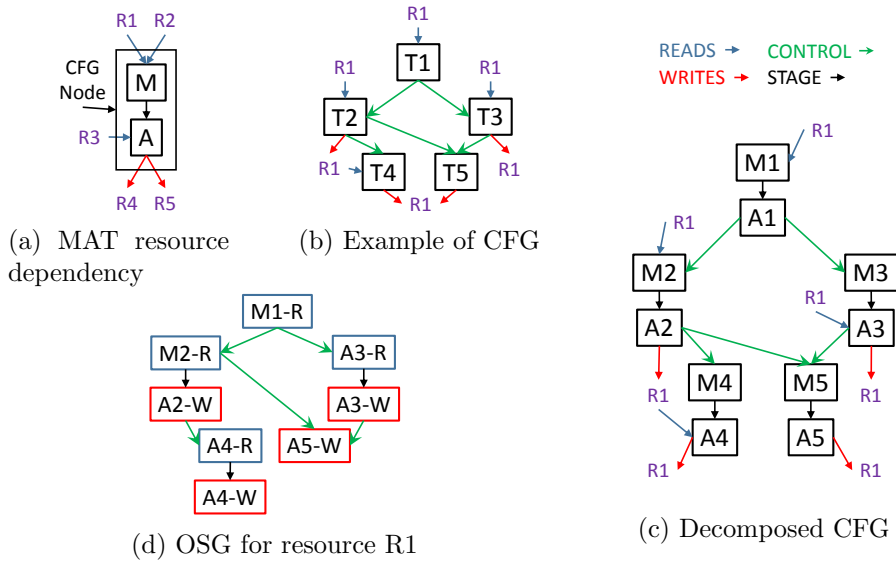 R1 R2
CFG
Node
M
R3
A
R4 R5
(a) MAT resource
dependency
R1
T1
R1 R1
T2 T3
R1 T4 T5 R1
R1
(b) Example of CFG
READS CONTROL
WRITES STAGE
R1
M1
A1
R1
M2 M3
R1
A2 A3
R1 M4 M5 R1
A4 A5
R1 R1
(c) Decomposed CFG
M1-R
M2-R A3-R
A2-W A3-W
A4-R A5-W
A4-W
(d) OSG for resource R1